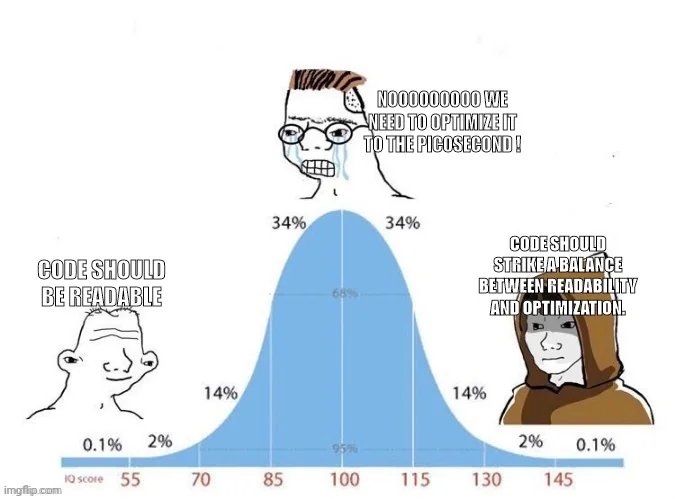 NOOOOOOOOO WE
NEED TO OPTIMIZE IT
TO THE PICOSECOND !
34%
34%
CODE SHOULD
BE READABLE
CODE SHOULD
STRIKE A BALANCE
BETWEEN READABILITY
AND OPTIMIZATION.
68%
14%
14%
0.1%
2%
95%
2%
0.1%
IQ score
55
70
85
100
115
130
145
imgflip.com